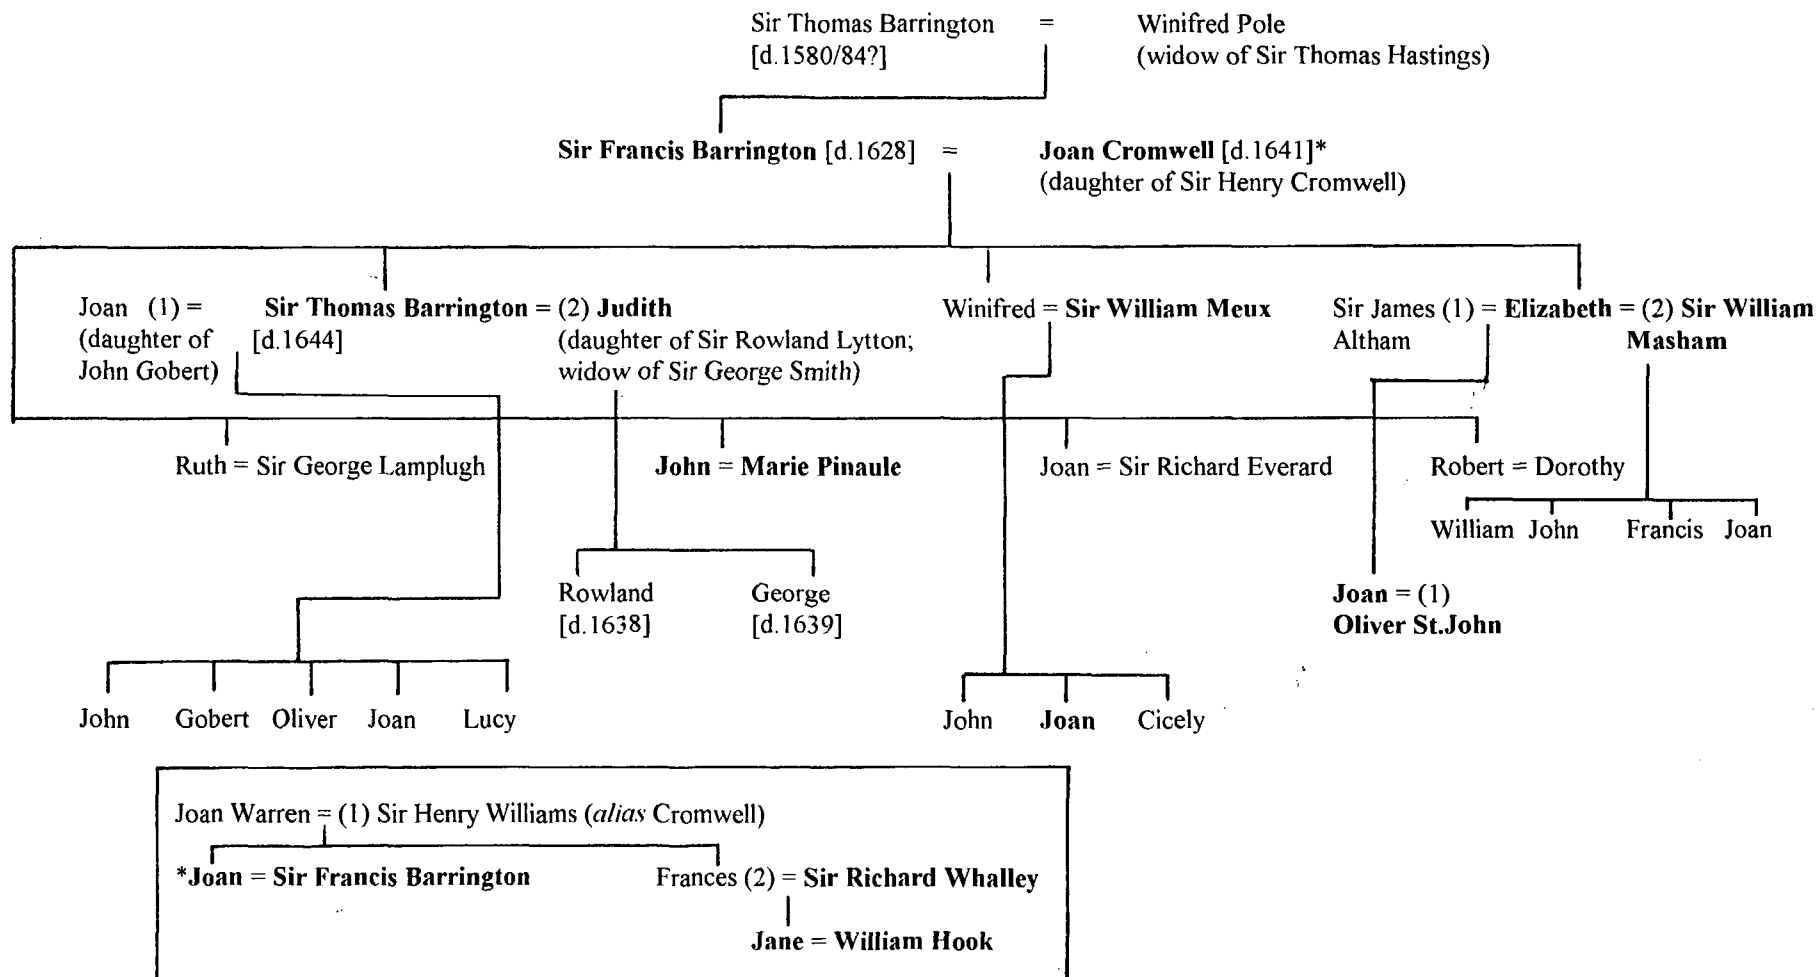 Sir Thomas Barrington = Winifred Pole
[d.1580/84?] (widow of Sir Thomas Hastings)
Sir Francis Barrington [d.1628] = Joan Cromwell [d.1641]*
(daughter of Sir Henry Cromwell)
Joan (1) = Sir Thomas Barrington = (2) Judith Winifred = Sir William Meux Sir James (1) = Elizabeth = (2) Sir William
(daughter of [d.1644] (daughter of Sir Rowland Lytton; Altham Masham
John Gobert) widow of Sir George Smith)
Ruth = Sir George Lamplugh John = Marie Pinaule Joan = Sir Richard Everard Robert = Dorothy
William John Francis Joan
Rowland George Joan = (1)
[d.1638] [d.1639] Oliver St.John
John Gobert Oliver Joan Lucy John Joan Cicely
Joan Warren = (1) Sir Henry Williams (alias Cromwell)
*Joan = Sir Francis Barrington Frances (2) = Sir Richard Whalley
Jane = William Hook